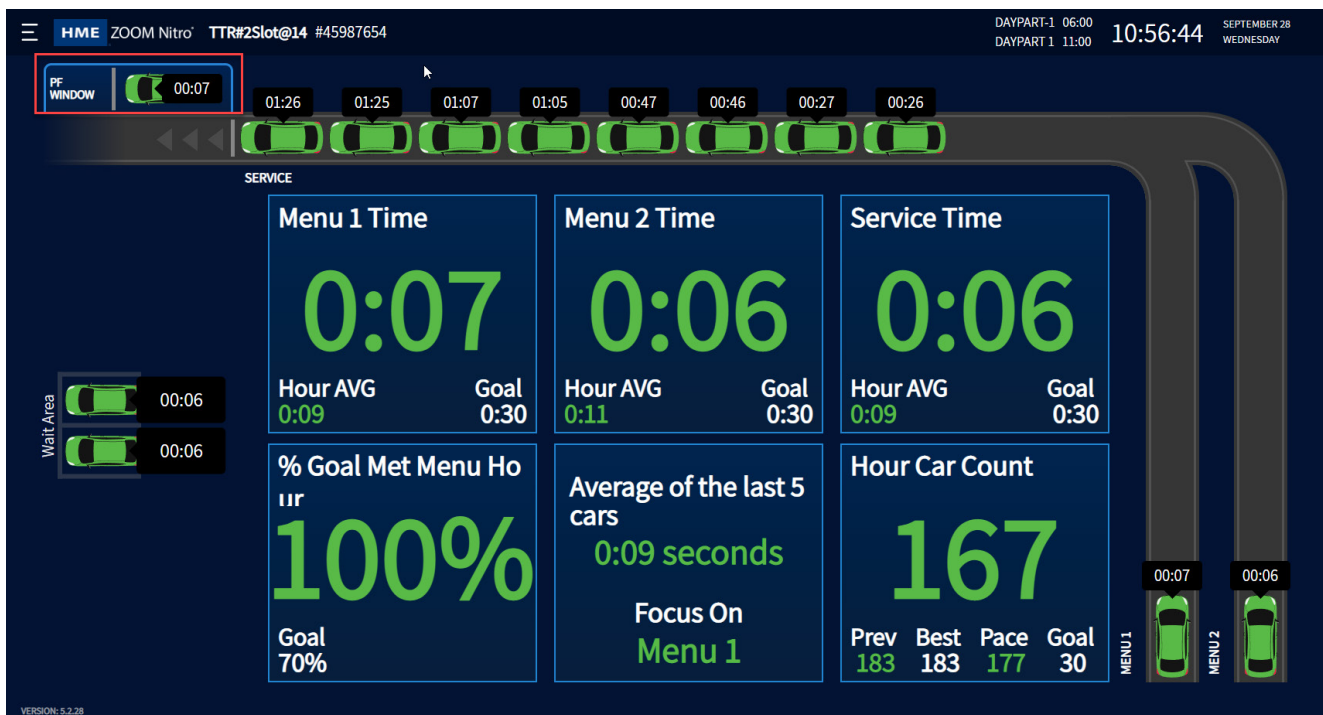 HME ZOOM Nitro® TTR#2Slot@14 #45987654
DAYPART-1 06:00
DAYPART 1 11:00
10:56:44
SEPTEMBER 28
WEDNESDAY
PF
WINDOW
00:07
01:26 01:25 01:07 01:05 00:47 00:46 00:27 00:26
SERVICE
Menu 1 Time
0:07
Hour AVG Goal
0:09 0:30
Menu 2 Time
0:06
Hour AVG Goal
0:11 0:30
Service Time
0:06
Hour AVG Goal
0:09 0:30
Wait Area
00:06
00:06
% Goal Met Menu Ho
ur
100%
Goal
70%
Average of the last 5
cars
0:09 seconds
Focus On
Menu 1
Hour Car Count
167
Prev Best Pace Goal
183 183 177 30
00:07 00:06
MENU 1
MENU 2
VERSION: 5.2.28